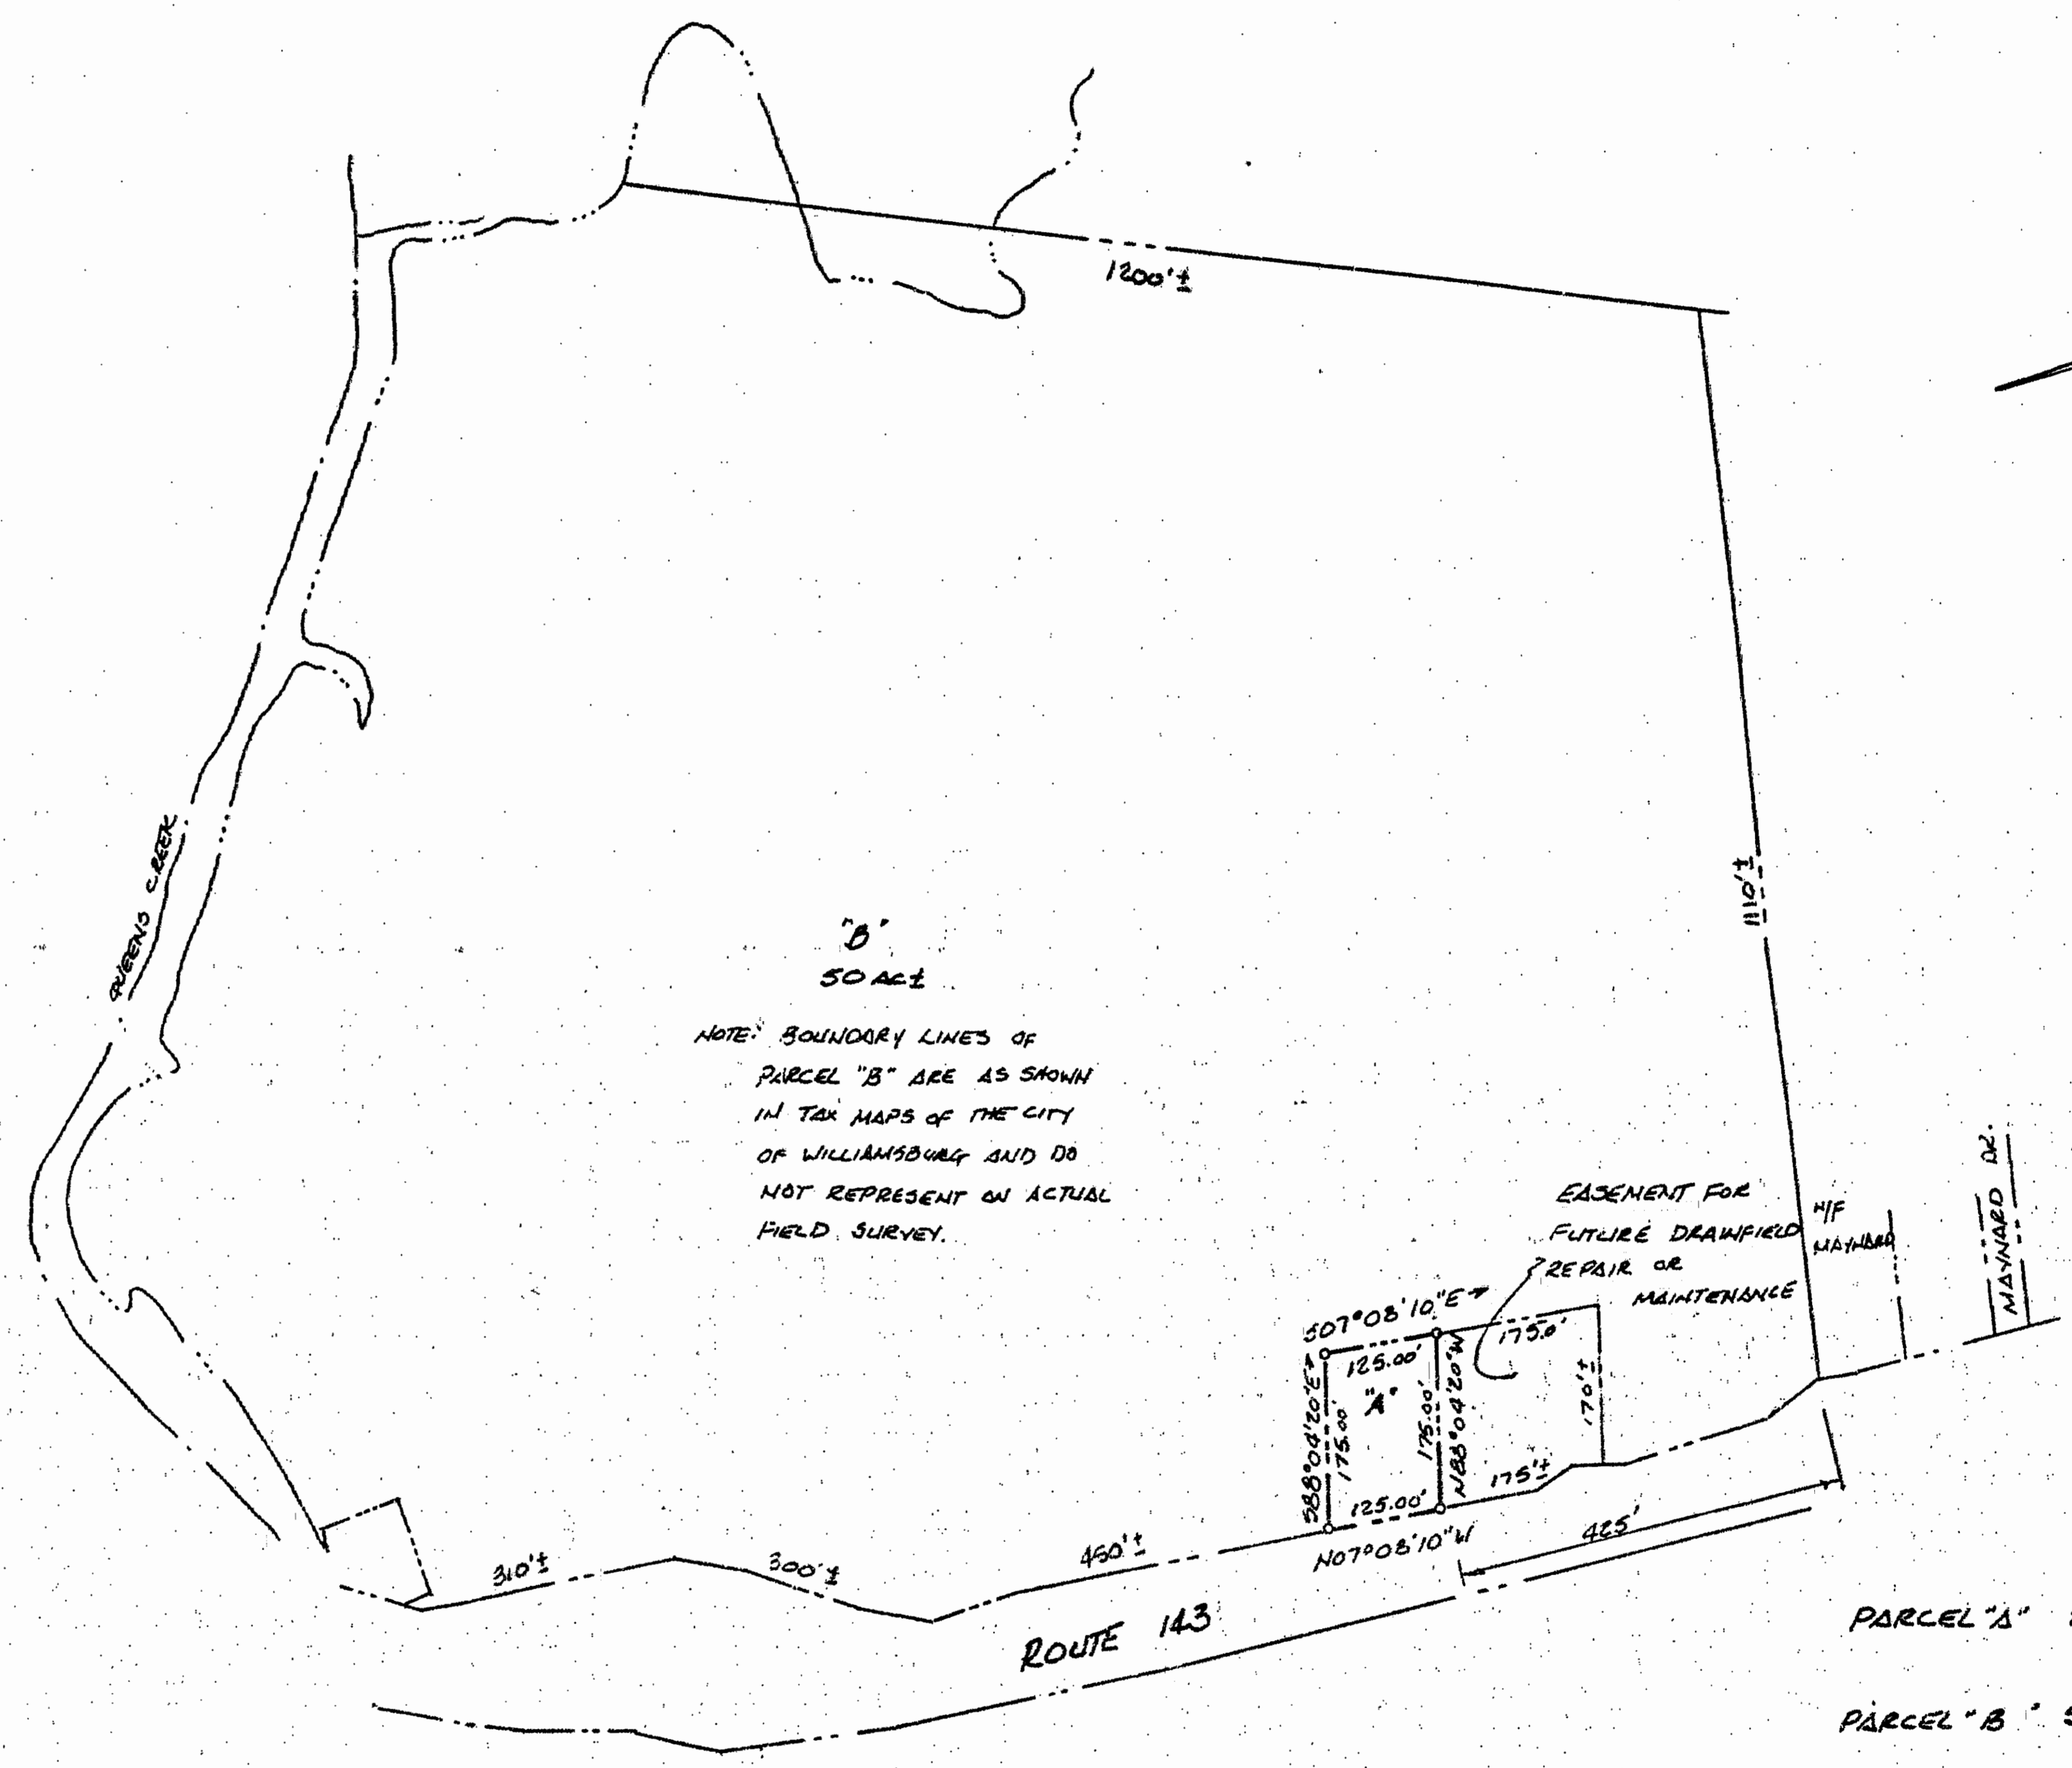 1200'±
QUEENS CREEK
1110'±
"B"
50 AC±
NOTE: BOUNDARY LINES OF
PARCEL "B" ARE AS SHOWN
IN TAX MAPS OF THE CITY
OF WILLIAMSBURG AND DO
NOT REPRESENT AN ACTUAL
FIELD SURVEY.
EASEMENT FOR
FUTURE DRAINFIELD
REPAIR OR
MAINTENANCE
N/F
MAYNARD
MAYNARD DR.
S07°08'10"E
125.00'
175.0'
S88°04'20"E
175.00'
"A"
175.00'
N88°04'20"W
170'±
125.00'
175'±
N07°08'10"W
425'
310'±
300'±
450'±
ROUTE 143
PARCEL "A"
PARCEL "B"